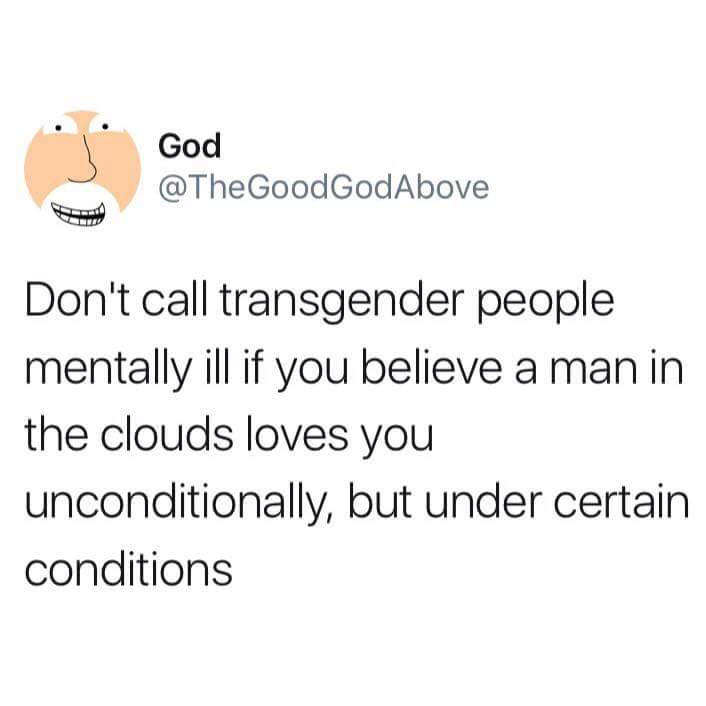 God
@TheGoodGodAbove
Don't call transgender people
mentally ill if you believe a man in
the clouds loves you
unconditionally, but under certain
conditions